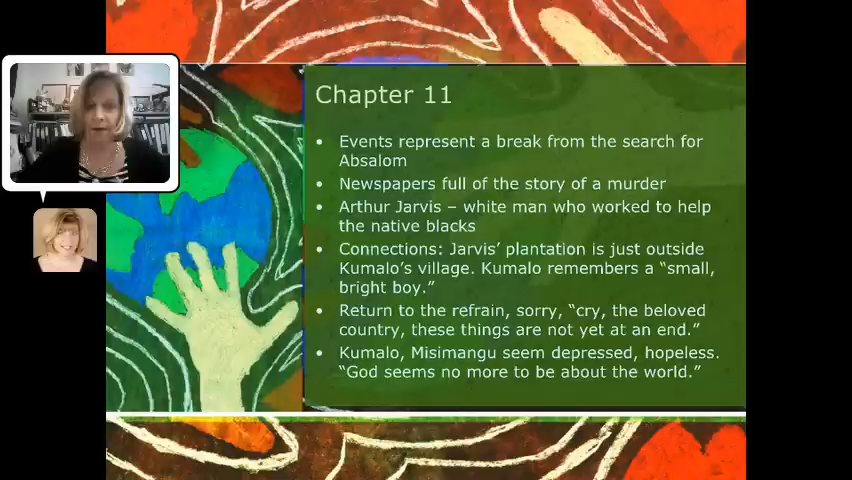 Chapter 11
• Events represent a break from the search for
Absalom
• Newspapers full of the story of a murder
• Arthur Jarvis – white man who worked to help
the native blacks
• Connections: Jarvis’ plantation is just outside
Kumalo’s village. Kumalo remembers a “small,
bright boy.”
• Return to the refrain, sorry, “cry, the beloved
country, these things are not yet at an end.”
• Kumalo, Misimangu seem depressed, hopeless.
“God seems no more to be about the world.”